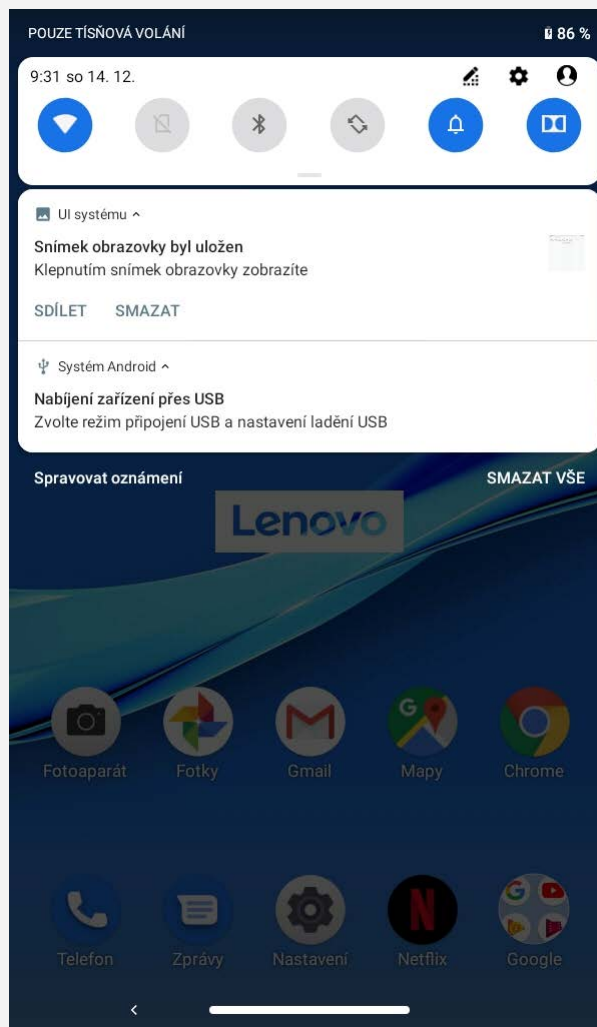 POUZE TÍSŇOVÁ VOLÁNÍ 86 %
9:31 so 14. 12.
UI systému
Snímek obrazovky byl uložen
Klepnutím snímek obrazovky zobrazíte
SDÍLET SMAZAT
Systém Android
Nabíjení zařízení přes USB
Zvolte režim připojení USB a nastavení ladění USB
Spravovat oznámení SMAZAT VŠE
Lenovo
Fotoaparát Fotky Gmail Mapy Chrome
Telefon Zprávy Nastavení Netflix Google